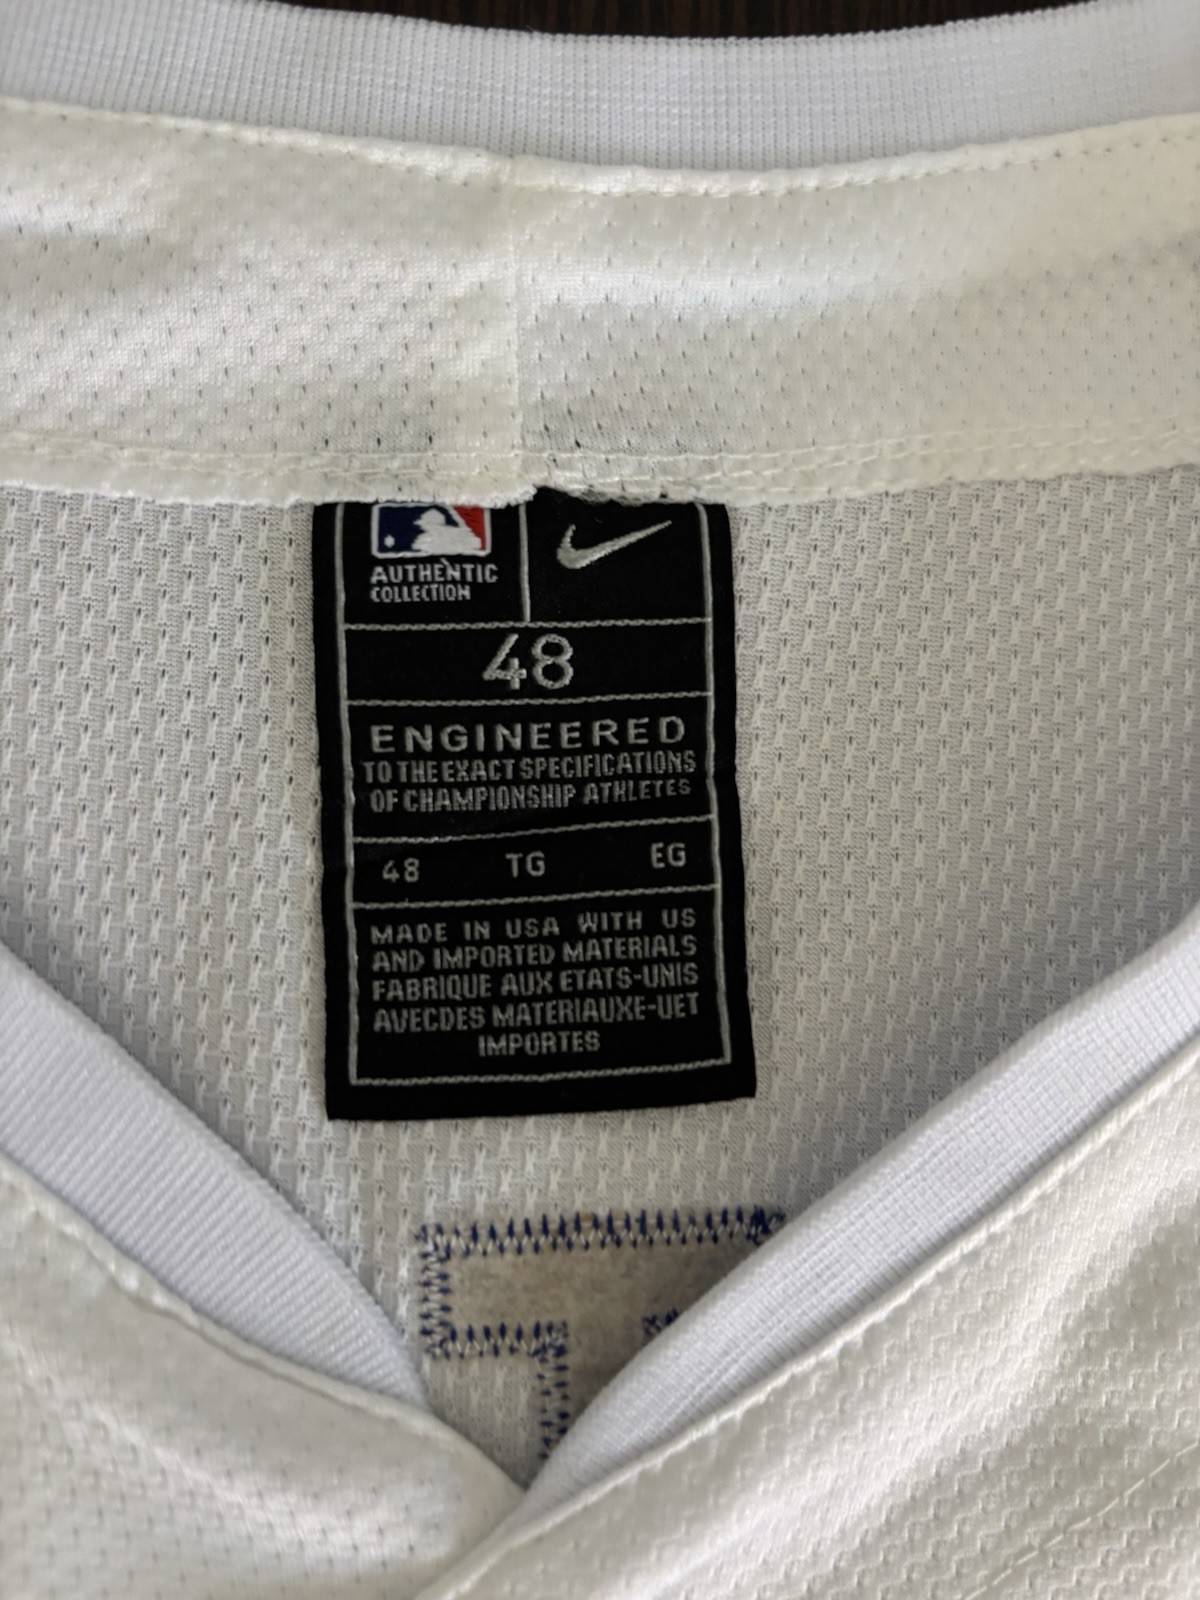 AUTHENTIC
COLLECTION
48
ENGINEERED
TO THE EXACT SPECIFICATIONS
OF CHAMPIONSHIP ATHLETES
48 TG EG
MADE IN USA WITH US
AND IMPORTED MATERIALS
FABRIQUE AUX ETATS-UNIS
AVECDES MATERIAUXE-UET
IMPORTES